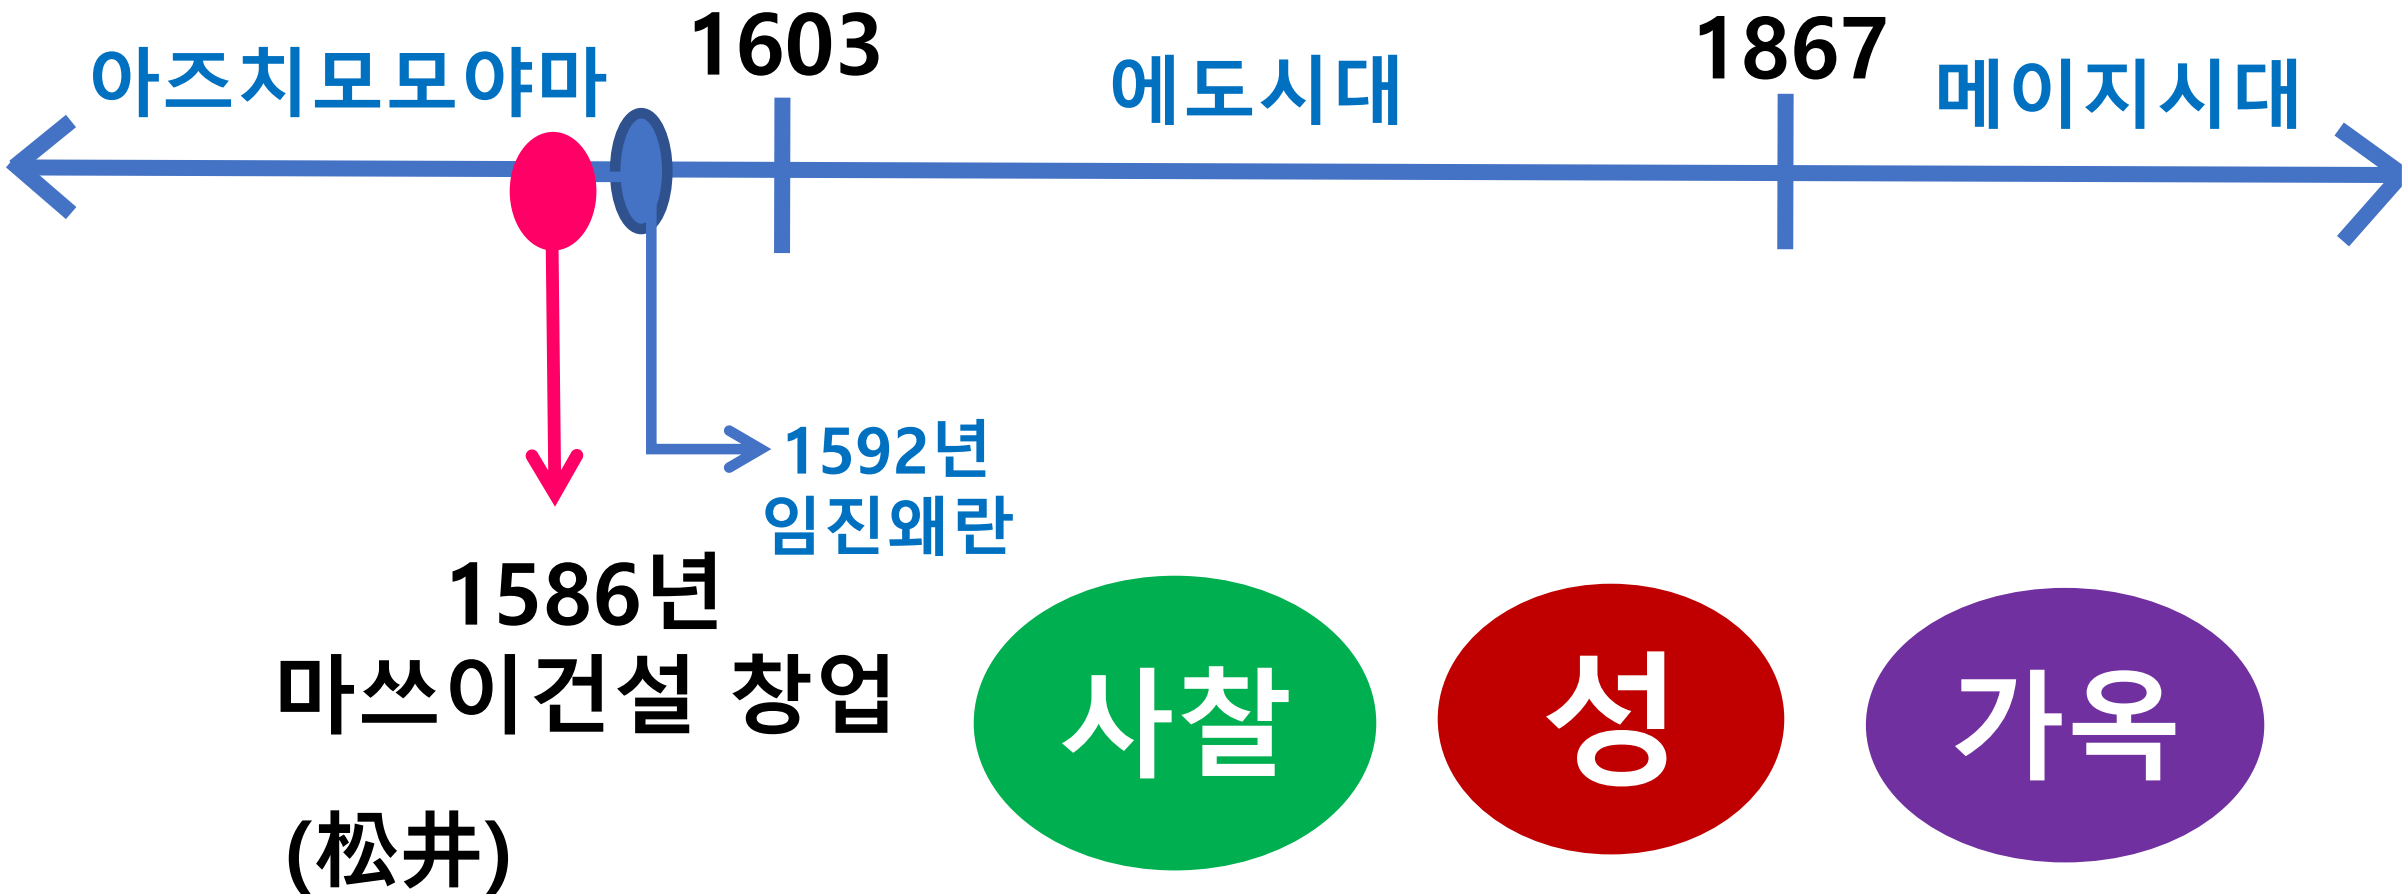 1603
1867
아즈치모모야마
에도시대
메이지시대
1592년
임진왜란
1586년
마쓰이건설 창업
(松井)
사찰
성
가옥